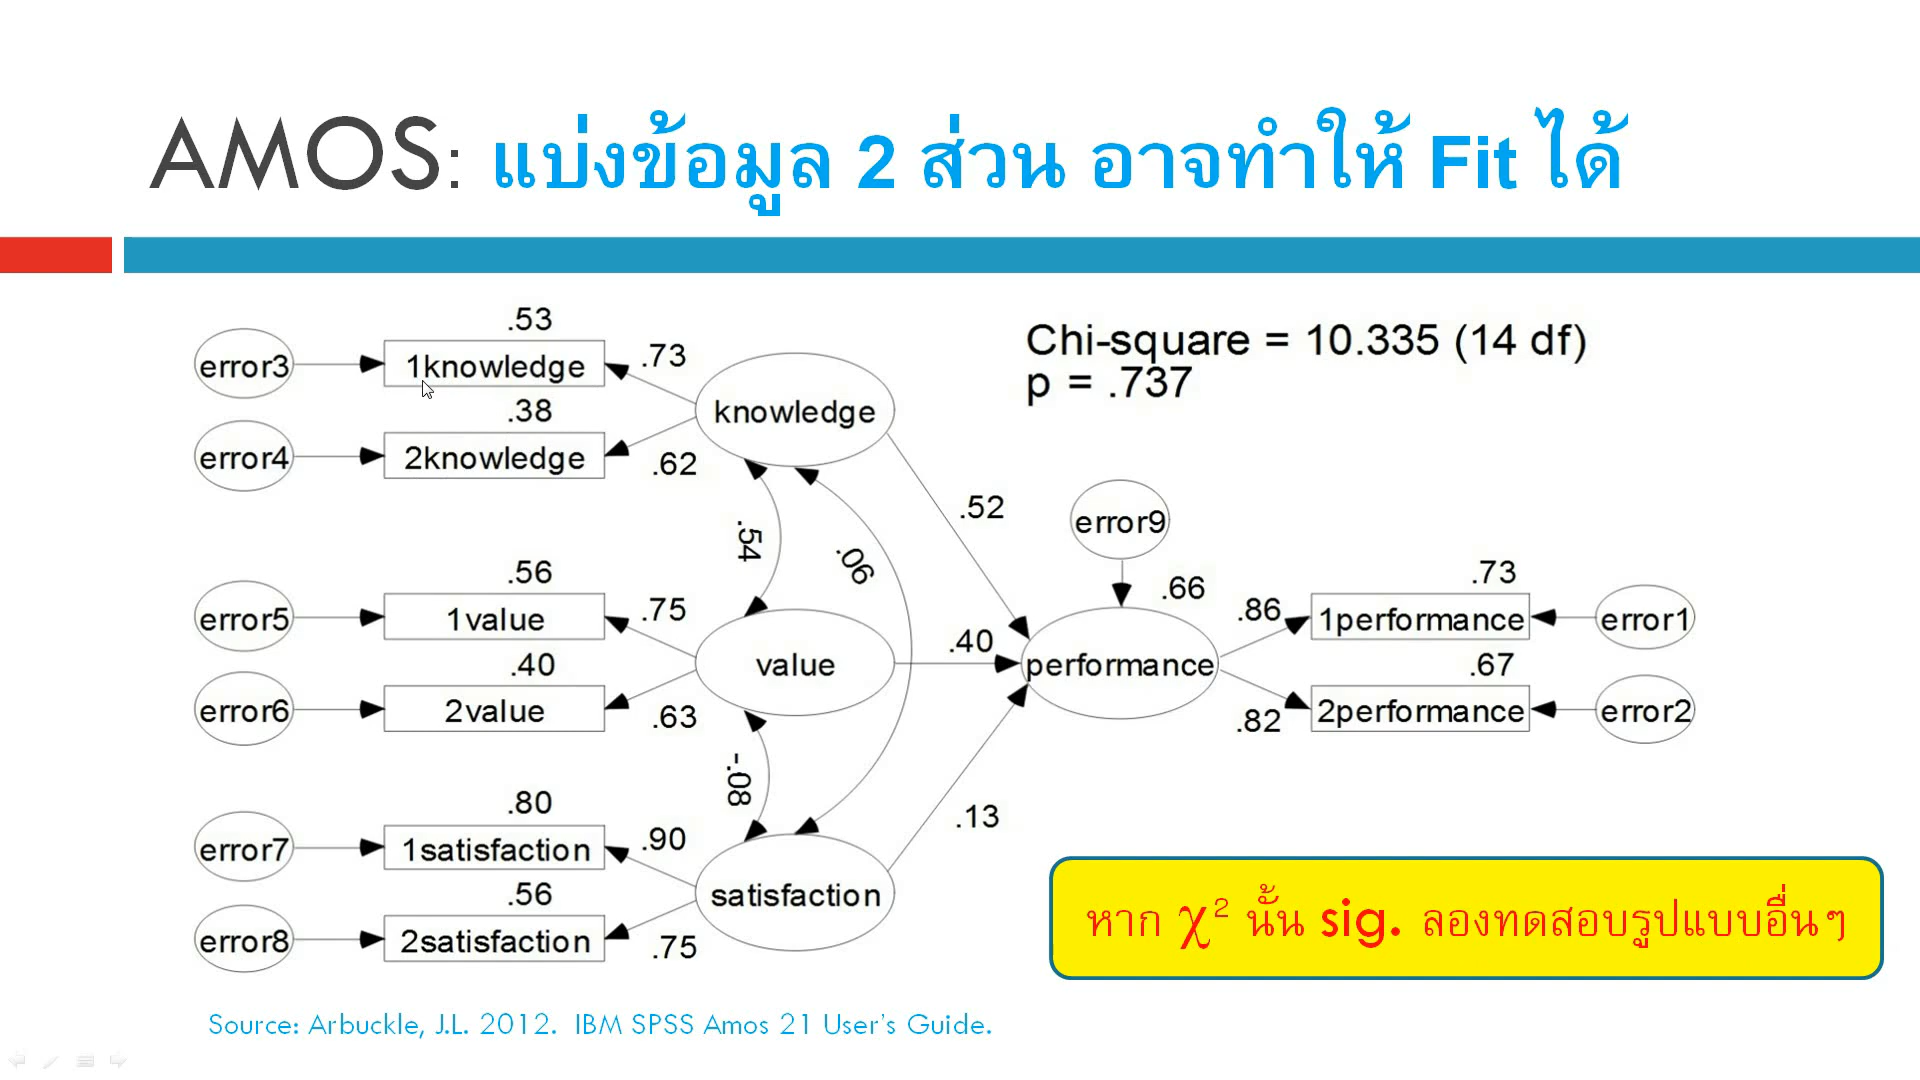 AMOS: แบ่งข้อมูล 2 ส่วน อาจทำให้ Fit ได้
Chi-square = 10.335 (14 df)
p = .737
.53
error3
1knowledge
.73
knowledge
.38
error4
2knowledge
.62
.54
.06
.52
error9
.66
.56
error5
1value
.75
value
.40
error6
2value
.63
.40
performance
.86
.73
1performance
error1
.67
.82
2performance
error2
-.08
.13
.80
error7
1satisfaction
.90
satisfaction
.56
error8
2satisfaction
.75
หาก χ² นั้น sig. ลองทดสอบรูปแบบอื่นๆ
Source: Arbuckle, J.L. 2012. IBM SPSS Amos 21 User's Guide.